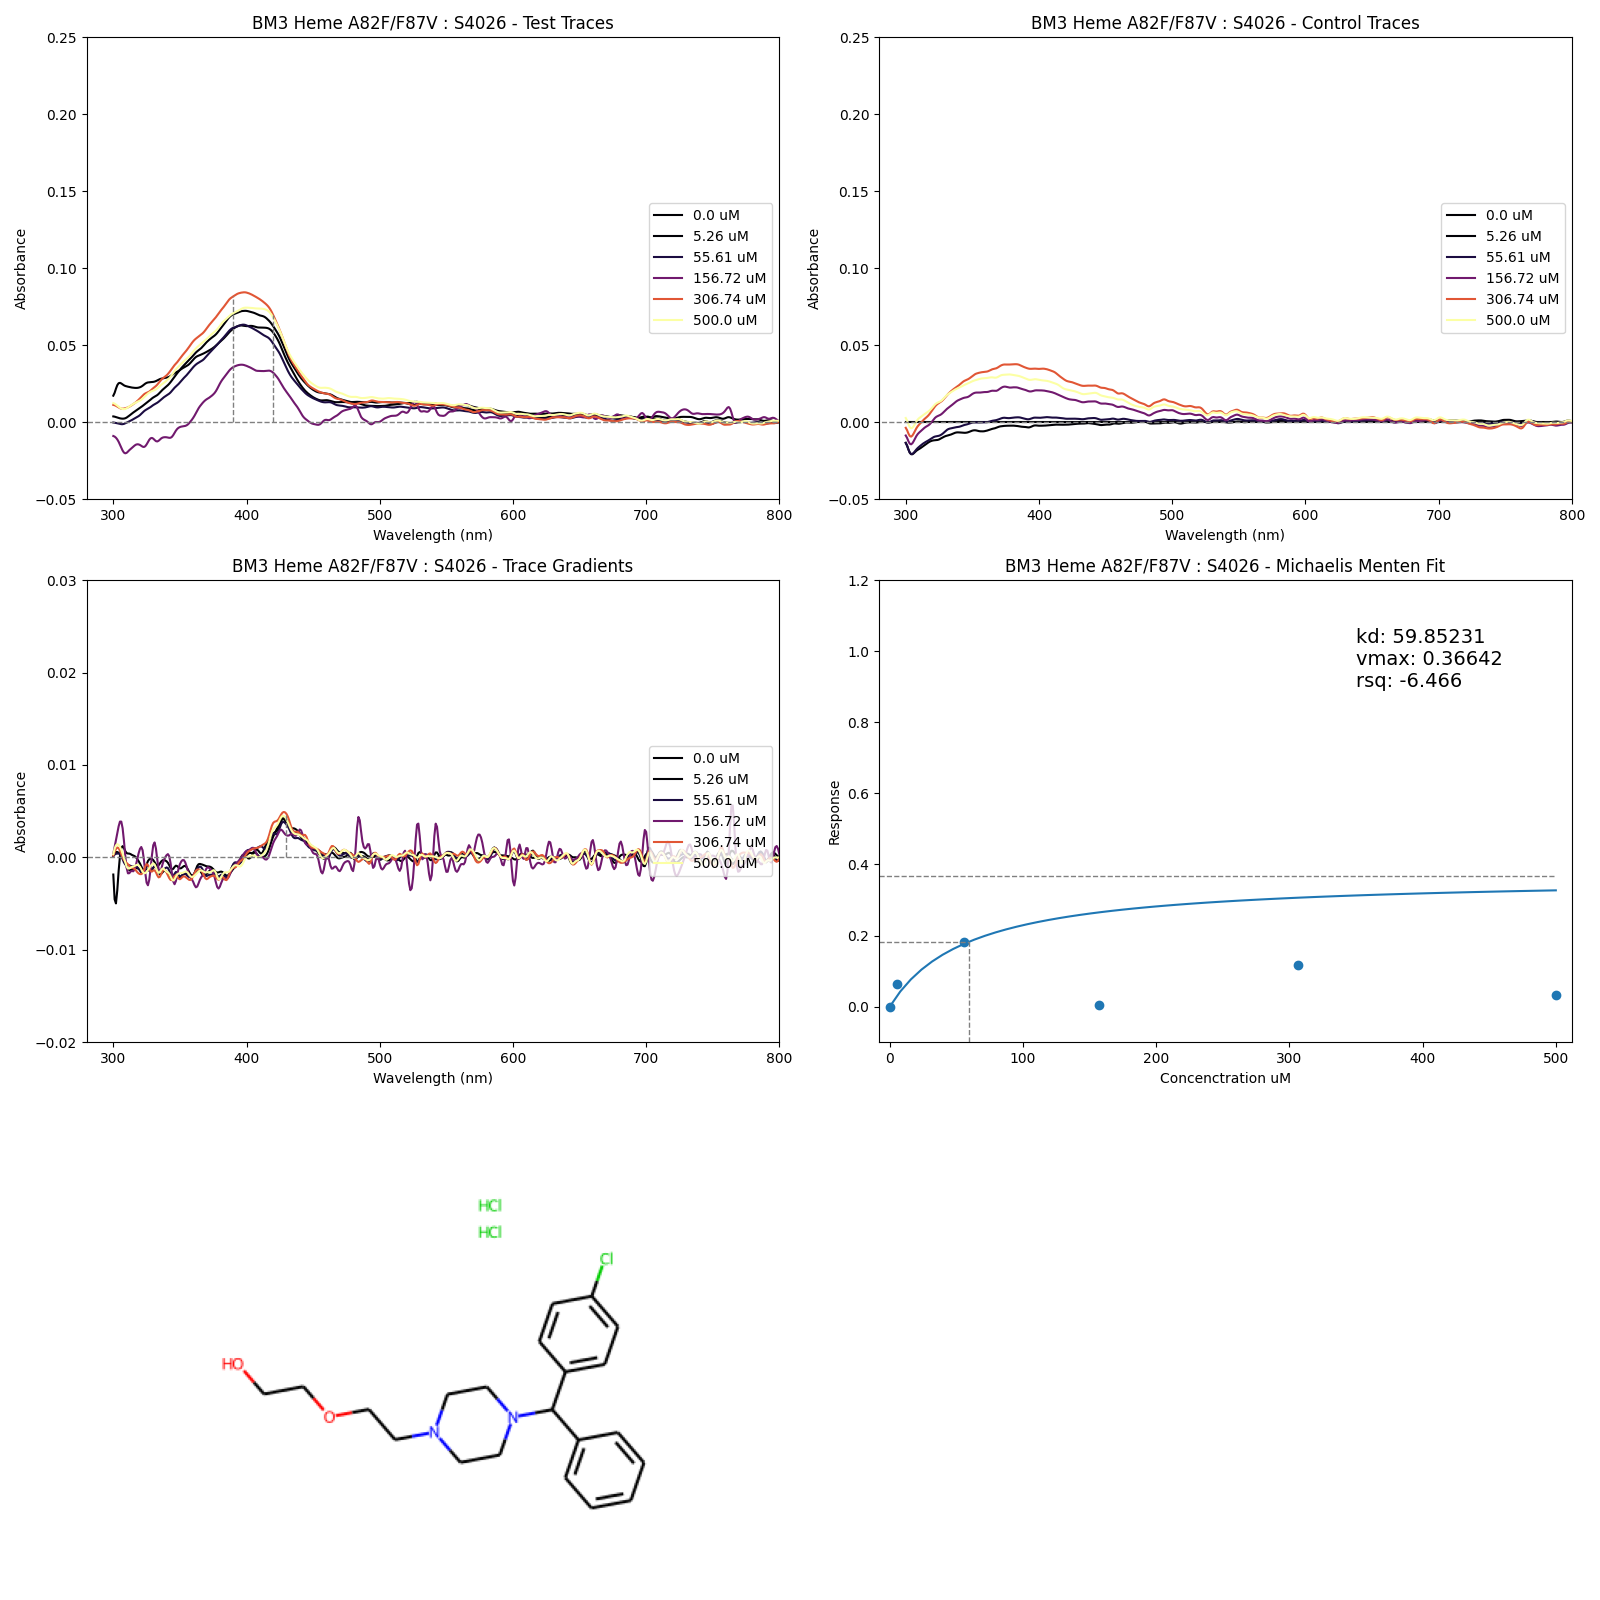 BM3 Heme A82F/F87V : S4026 - Test Traces
0.25
0.20
0.15
0.10
0.05
0.00
−0.05
Absorbance
300 400 500 600 700 800
Wavelength (nm)
0.0 uM
5.26 uM
55.61 uM
156.72 uM
306.74 uM
500.0 uM
BM3 Heme A82F/F87V : S4026 - Control Traces
0.25
0.20
0.15
0.10
0.05
0.00
−0.05
Absorbance
300 400 500 600 700 800
Wavelength (nm)
0.0 uM
5.26 uM
55.61 uM
156.72 uM
306.74 uM
500.0 uM
BM3 Heme A82F/F87V : S4026 - Trace Gradients
0.03
0.02
0.01
0.00
−0.01
−0.02
Absorbance
300 400 500 600 700 800
Wavelength (nm)
0.0 uM
5.26 uM
55.61 uM
156.72 uM
306.74 uM
500.0 uM
BM3 Heme A82F/F87V : S4026 - Michaelis Menten Fit
1.2
1.0
0.8
0.6
0.4
0.2
0.0
Response
0 100 200 300 400 500
Concenctration uM
kd: 59.85231
vmax: 0.36642
rsq: -6.466
HCl
HCl
Cl
HO
O
N
N